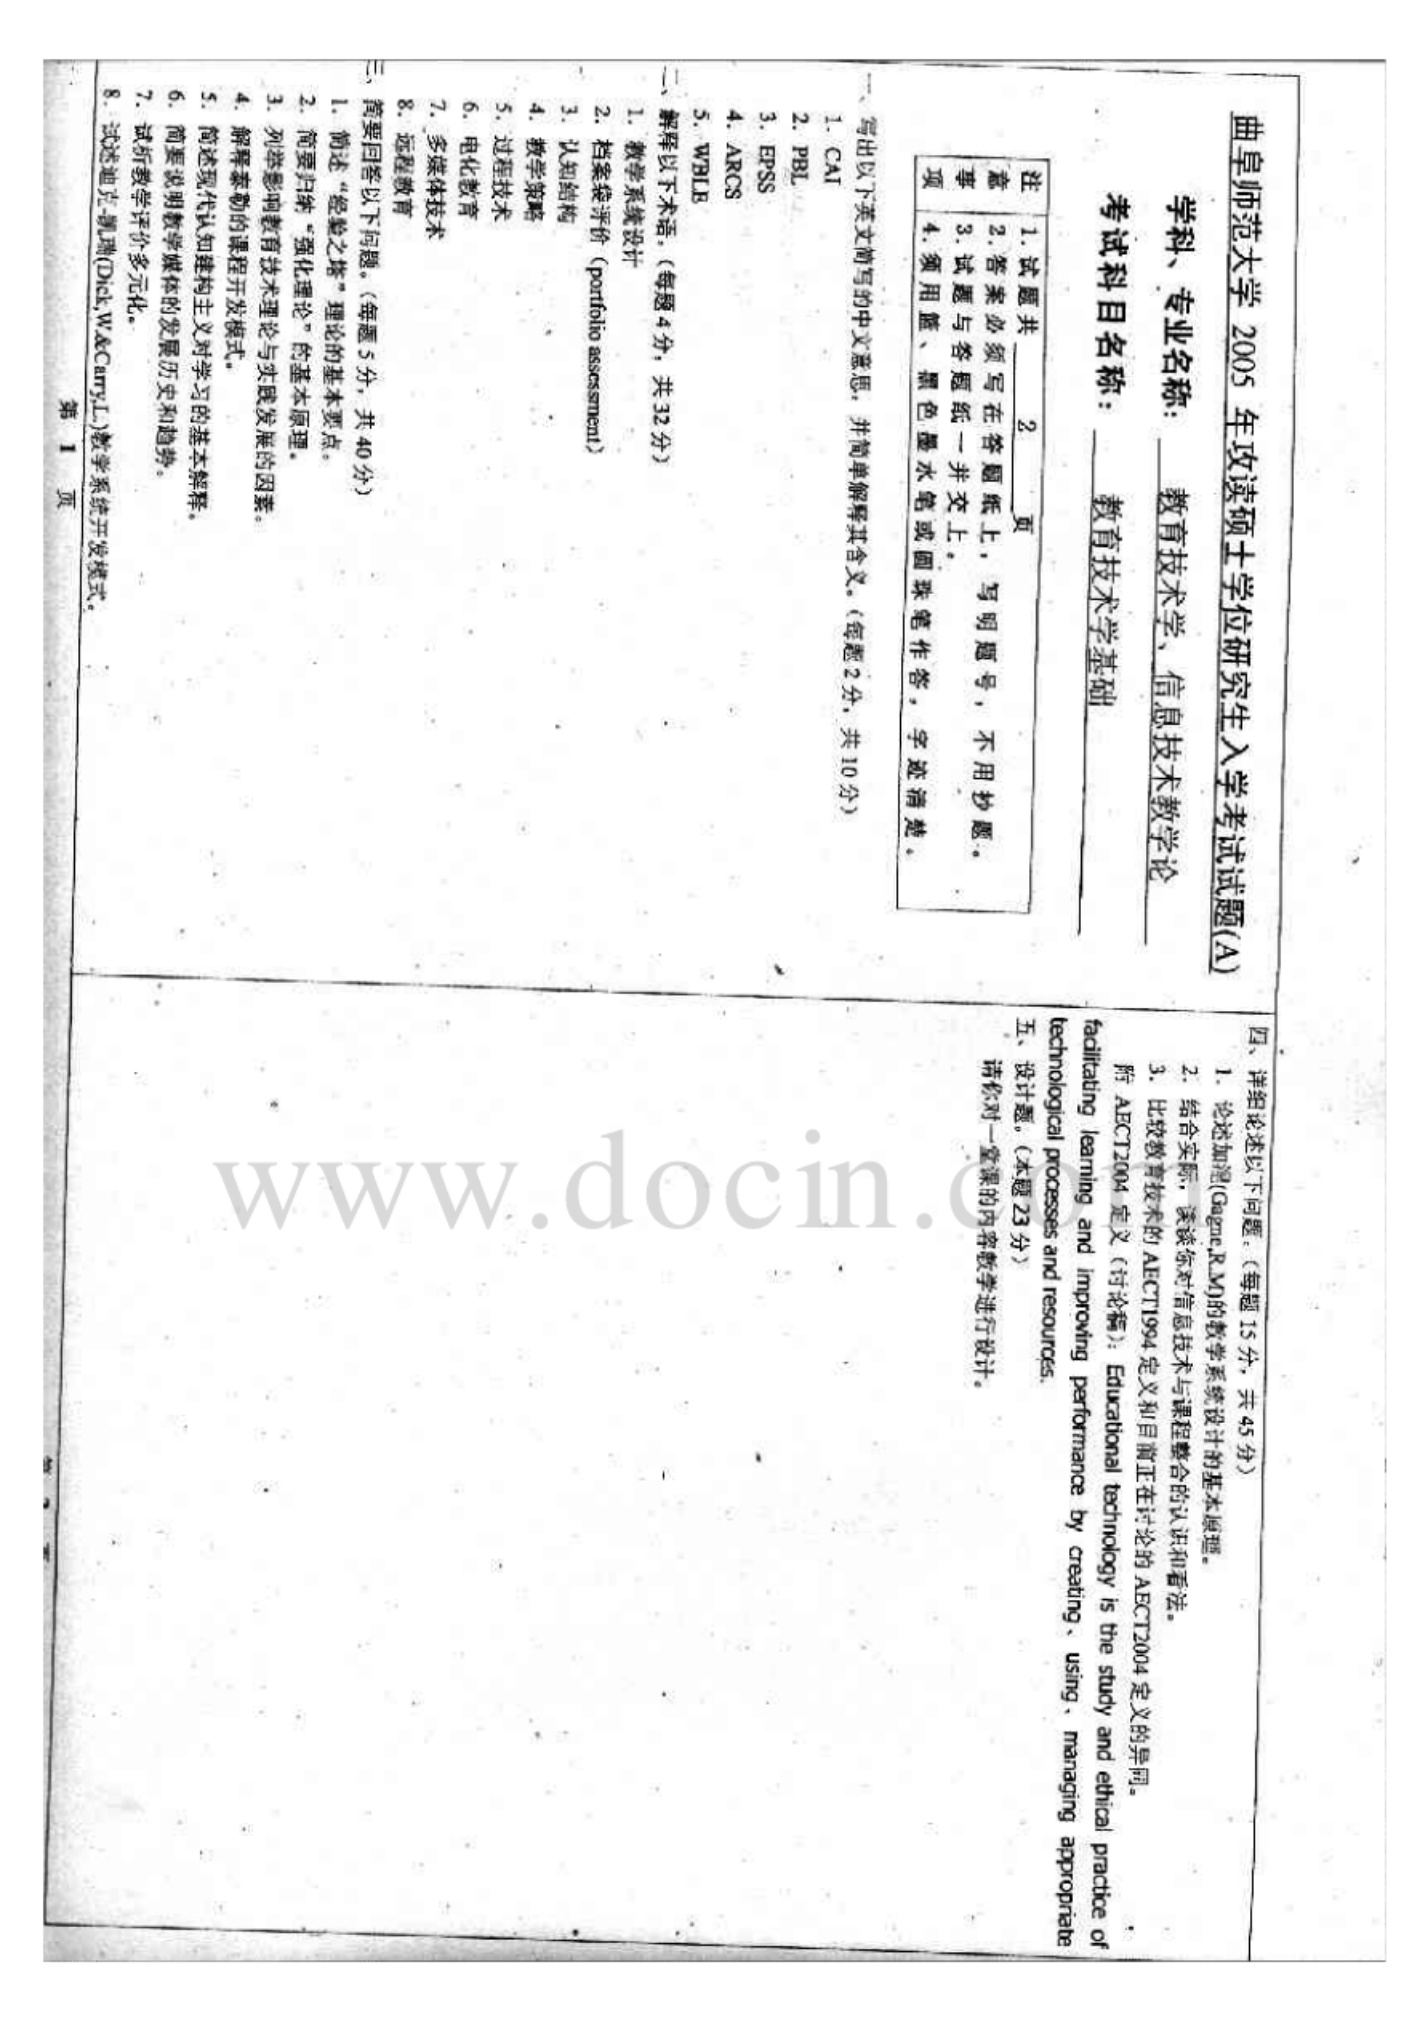 曲阜师范大学 2005 年攻读硕士学位研究生入学考试试题(A)
学科、专业名称： 教育技术学、信息技术教学论
考试科目名称： 教育技术学基础
注意事项
1. 试题共 2 页
2. 答案必须写在答题纸上，写明题号，不用抄题。
3. 试题与答题纸一并交上。
4. 须用蓝、黑色墨水笔或圆珠笔作答，字迹清楚。
一、写出以下英文简写的中文意思，并简单解释其含义。（每题 2 分，共 10 分）
1. CAI
2. PBL
3. EPSS
4. ARCS
5. WBLE
二、解释以下术语。（每题 4 分，共 32 分）
1. 教学系统设计
2. 档案袋评价（portfolio assessment）
3. 认知结构
4. 教学策略
5. 过程技术
6. 电化教育
7. 多媒体技术
8. 远程教育
三、简要回答以下问题。（每题 5 分，共 40 分）
1. 简述“经验之塔”理论的基本要点。
2. 简要归纳“强化理论”的基本原理。
3. 列举影响教育技术理论与实践发展的因素。
4. 解释泰勒的课程开发模式。
5. 简述现代认知建构主义对学习的基本解释。
6. 简要说明教学媒体的发展历史和趋势。
7. 试析教学评价多元化。
8. 试述迪克-凯瑞(Dick,W.&Carry,L.)教学系统开发模式。
第 1 页
四、详细论述以下问题。（每题 15 分，共 45 分）
1. 论述加涅(Gagne,R.M)的教学系统设计的基本原理。
2. 结合实际，谈谈你对信息技术与课程整合的认识和看法。
3. 比较教育技术的 AECT1994 定义和目前正在讨论的 AECT2004 定义的异同。
附 AECT2004 定义（讨论稿）：Educational technology is the study and ethical practice of
facilitating learning and improving performance by creating、using、managing appropriate
technological processes and resources.
五、设计题。（本题 23 分）
请你对一堂课的内容教学进行设计。
www.docin.com